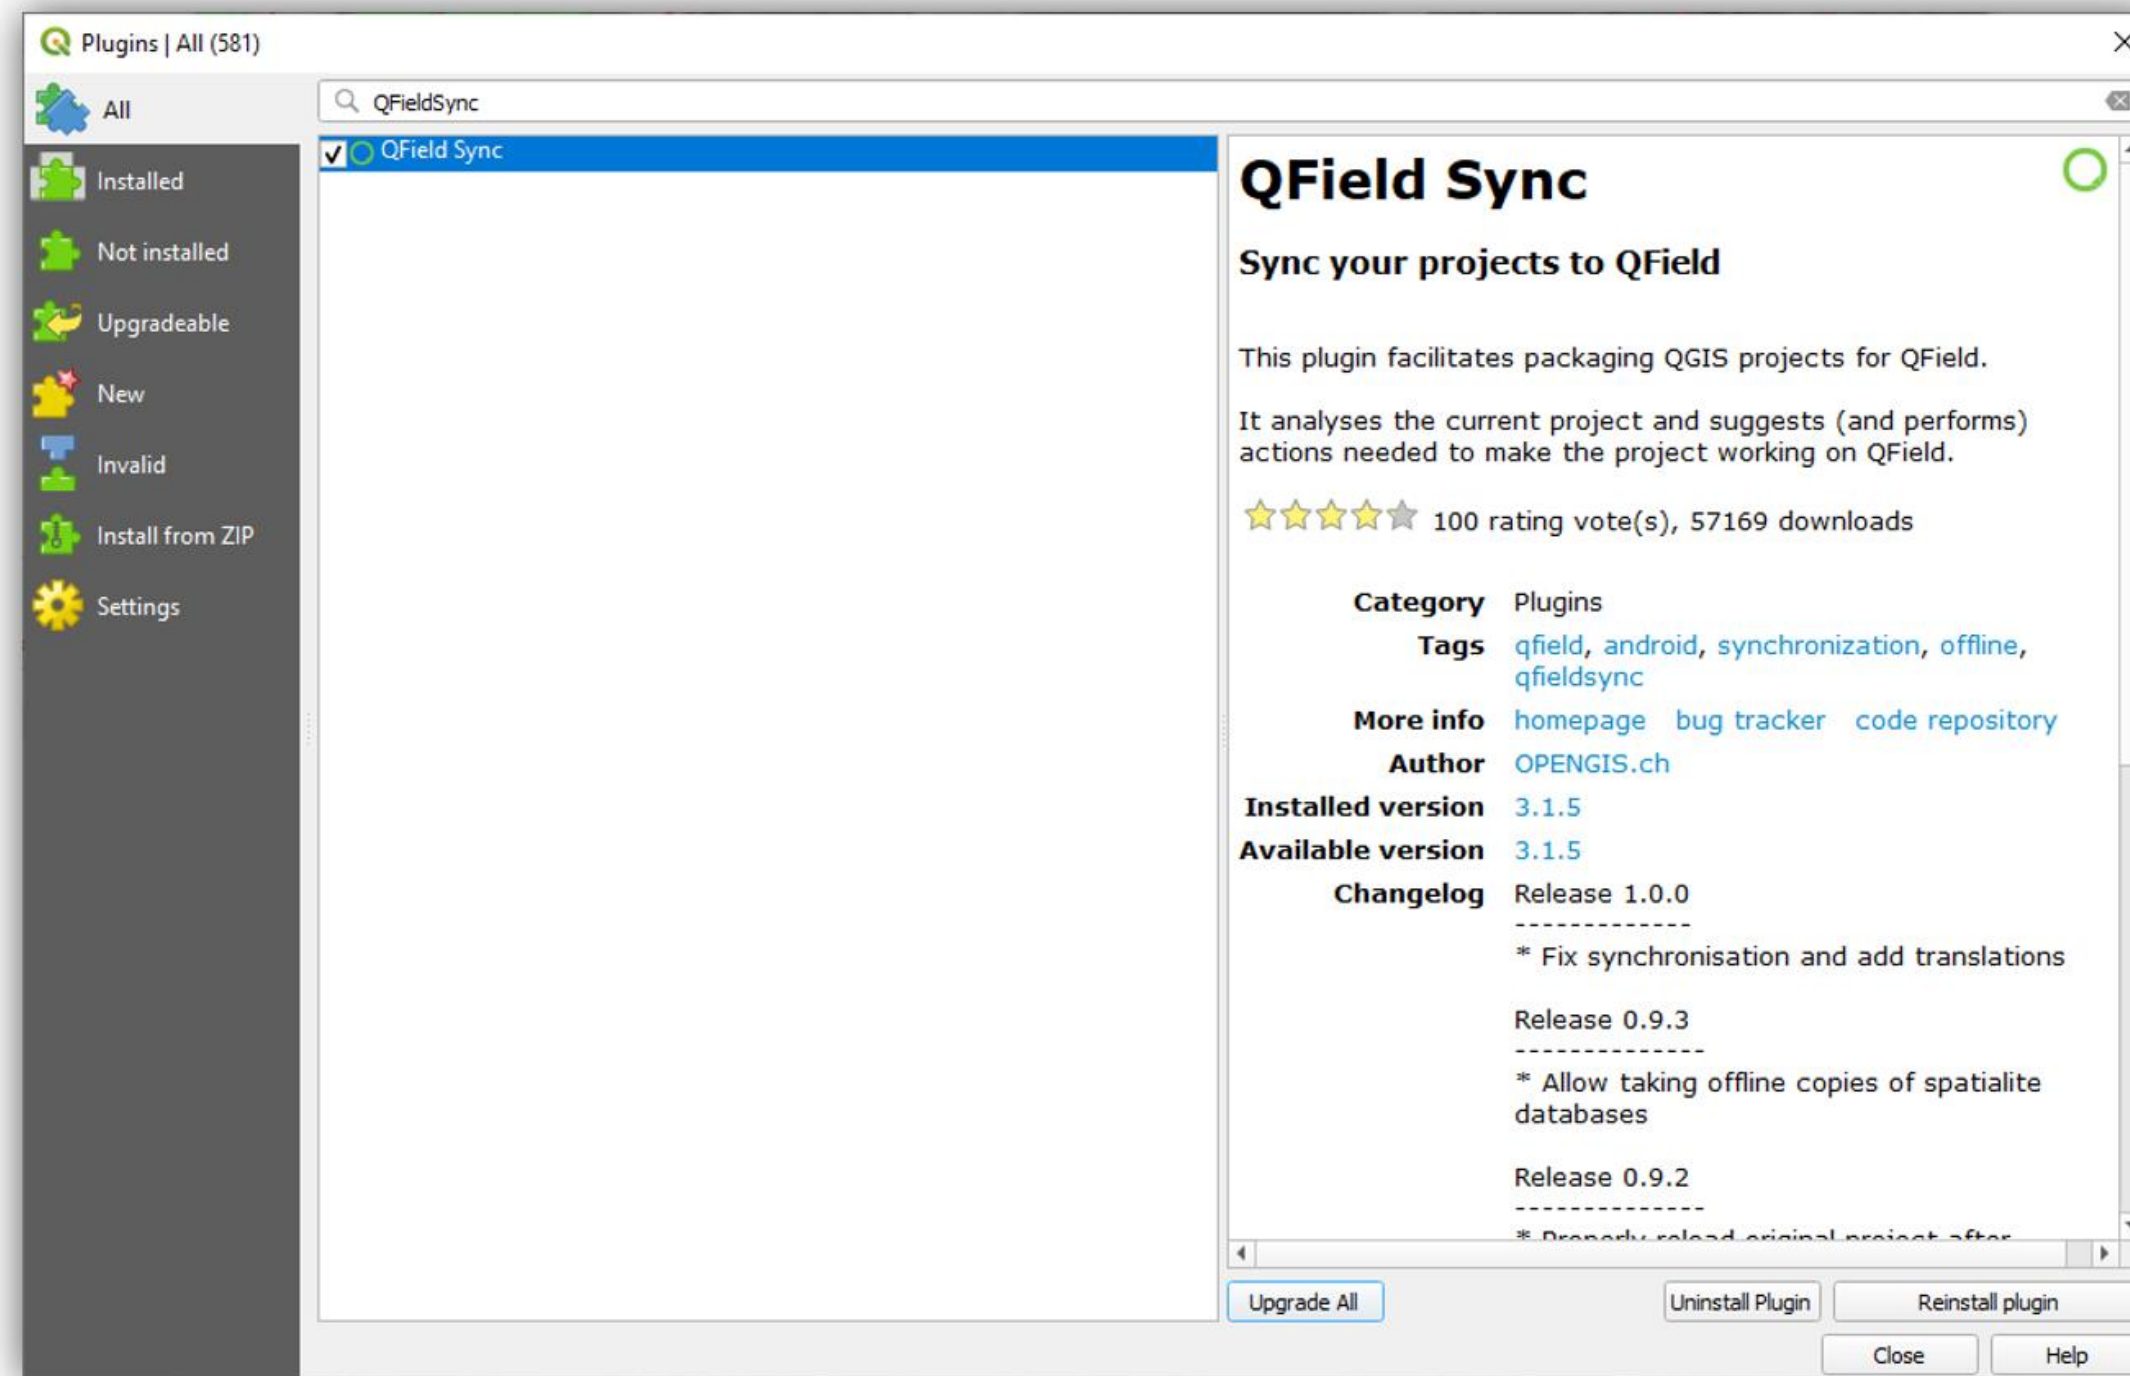 Plugins | All (581)
All
Installed
Not installed
Upgradeable
New
Invalid
Install from ZIP
Settings
QFieldSync
QField Sync
QField Sync
Sync your projects to QField
This plugin facilitates packaging QGIS projects for QField.
It analyses the current project and suggests (and performs)
actions needed to make the project working on QField.
100 rating vote(s), 57169 downloads
Category Plugins
Tags qfield, android, synchronization, offline,
qfieldsync
More info homepage bug tracker code repository
Author OPENGIS.ch
Installed version 3.1.5
Available version 3.1.5
Changelog Release 1.0.0
-------------
* Fix synchronisation and add translations
Release 0.9.3
--------------
* Allow taking offline copies of spatialite
databases
Release 0.9.2
--------------
* Properly reload original project after
Upgrade All Uninstall Plugin Reinstall plugin
Close Help